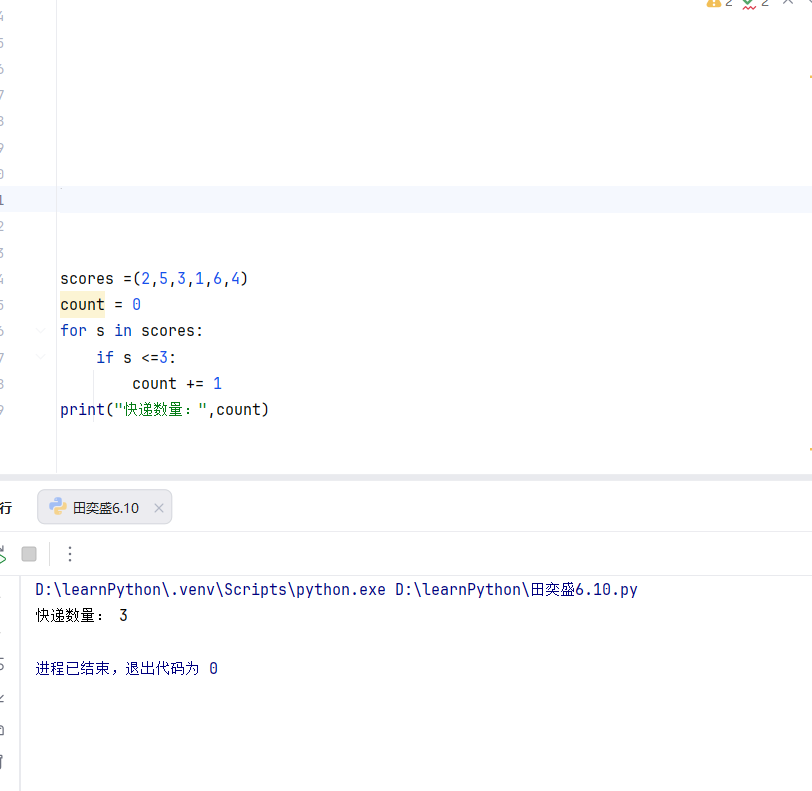 2 2
scores =(2,5,3,1,6,4)
count = 0
for s in scores:
    if s <=3:
        count += 1
print("快递数量：",count)
行 田奕盛6.10
D:\learnPython\.venv\Scripts\python.exe D:\learnPython\田奕盛6.10.py
快递数量： 3
进程已结束，退出代码为 0